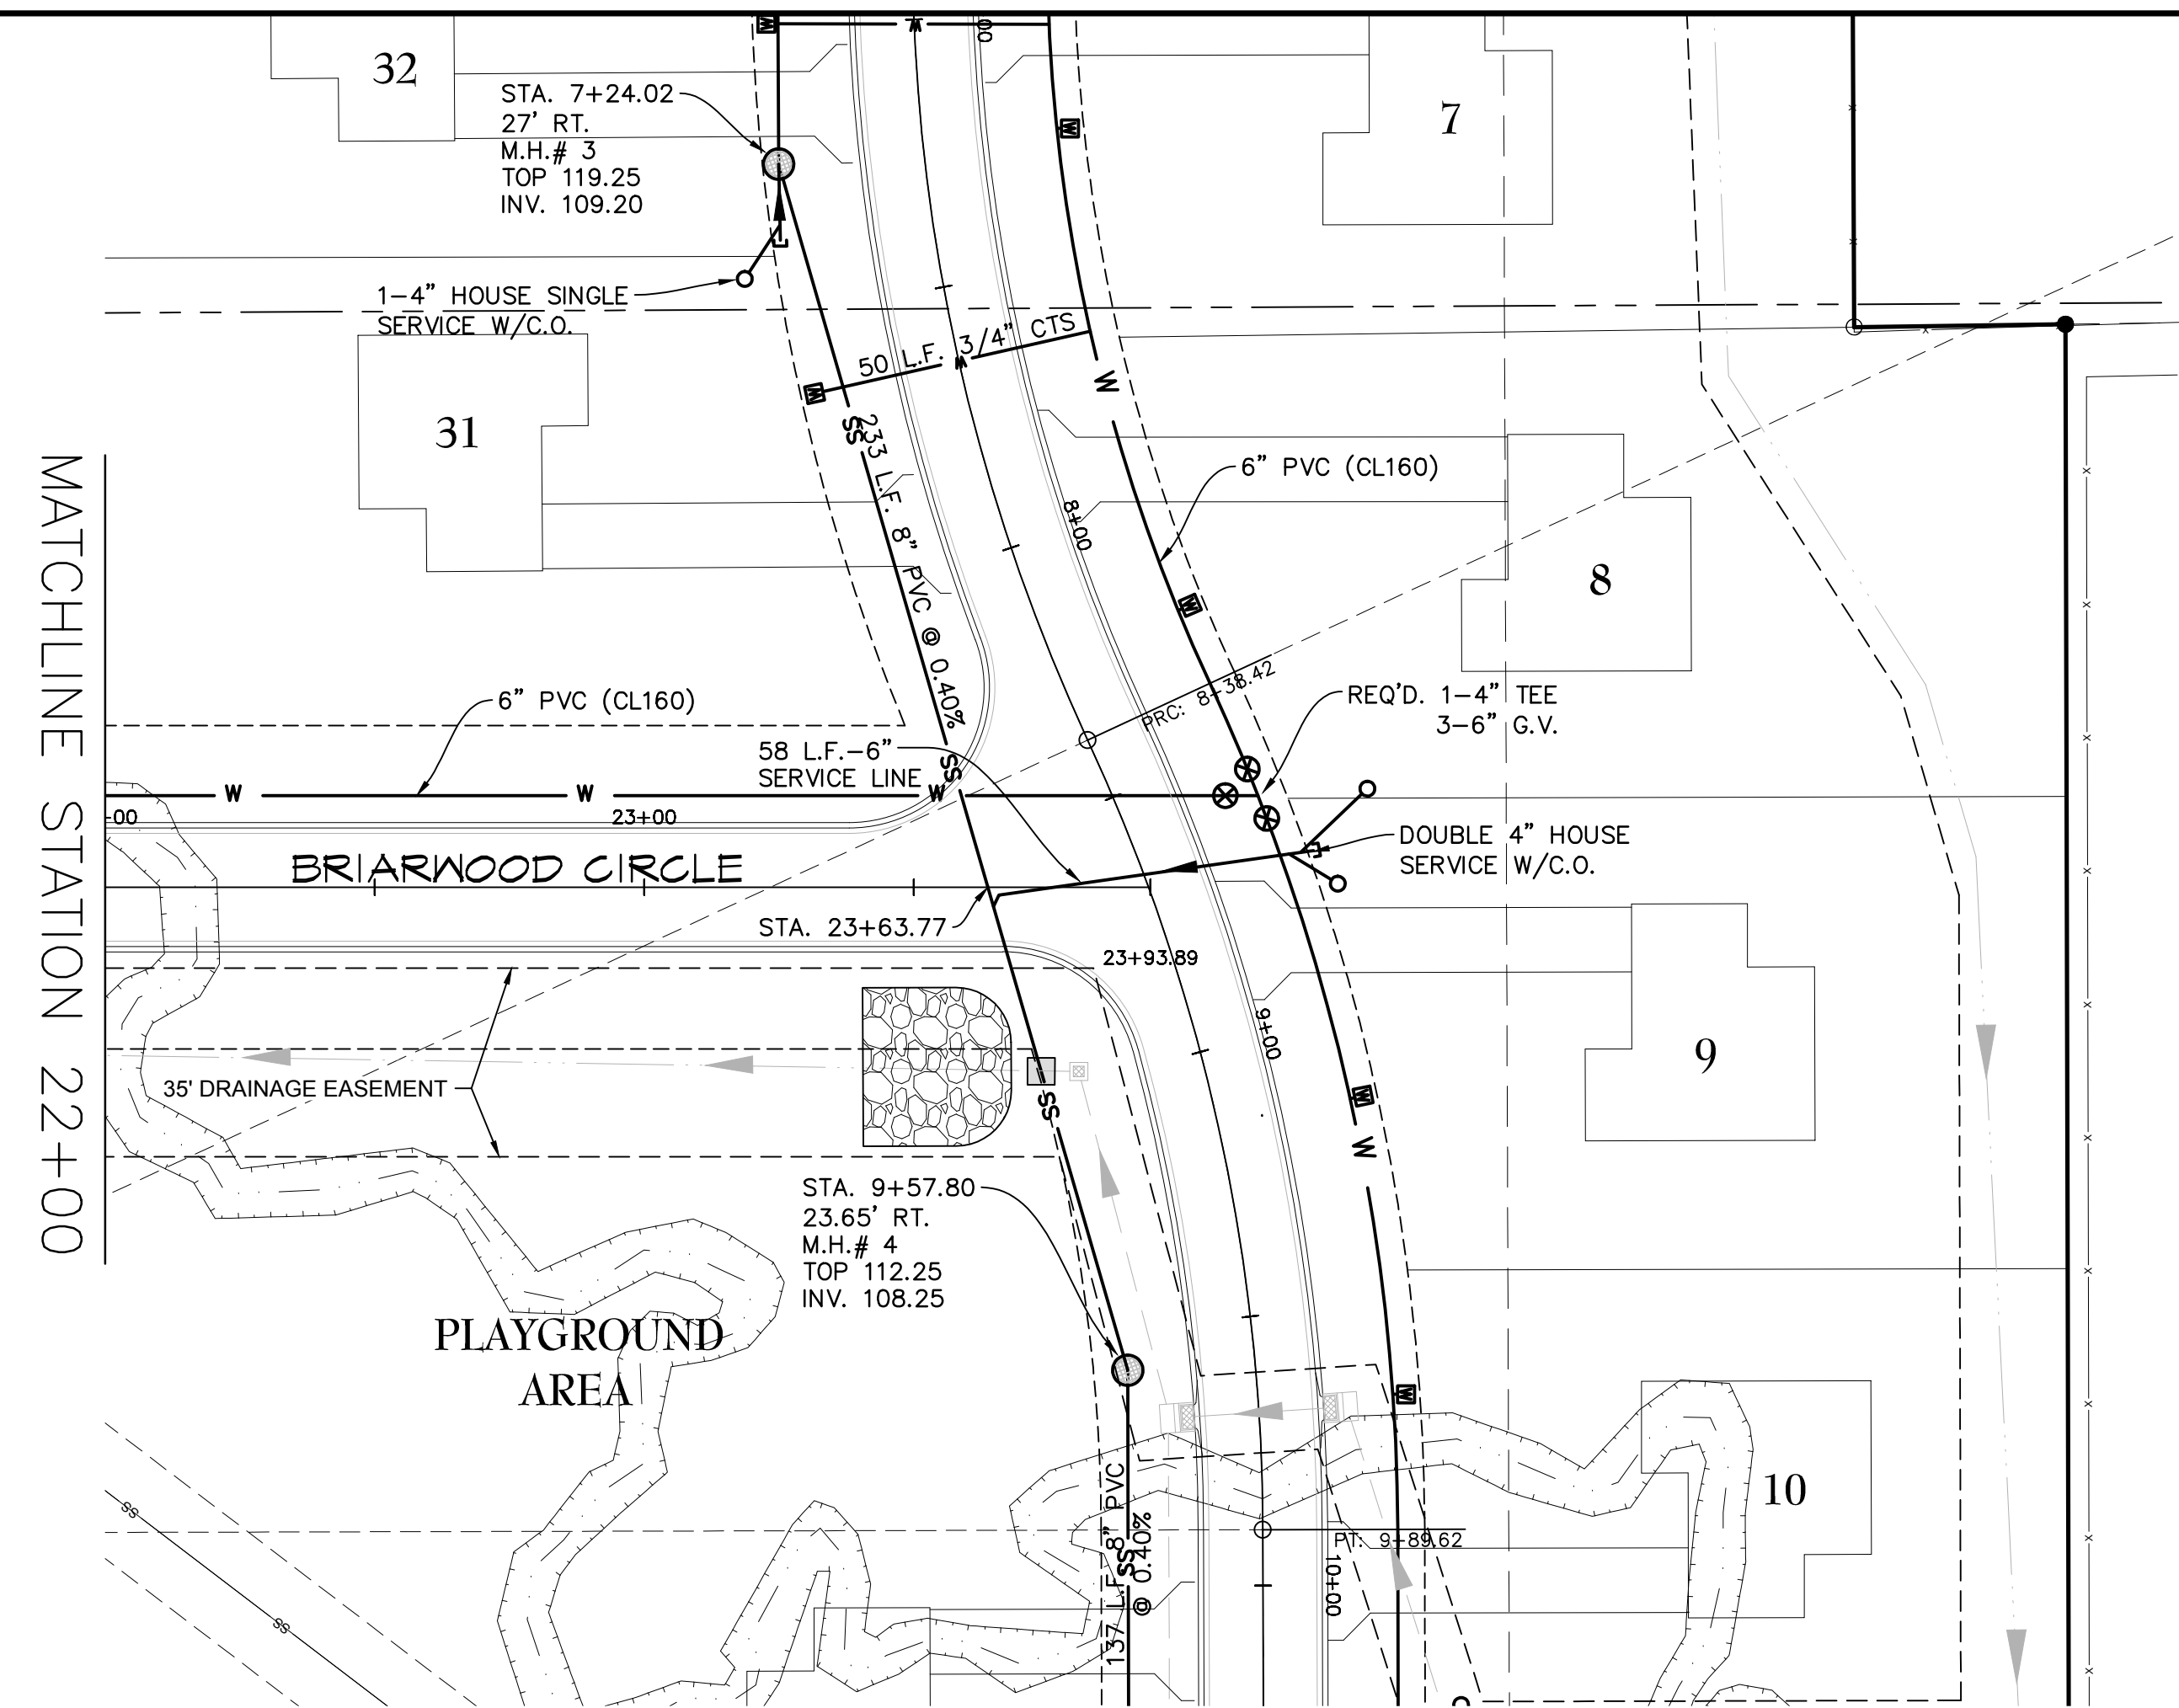 32
STA. 7+24.02
27' RT.
M.H.# 3
TOP 119.25
INV. 109.20
W
W
00
W
7
1-4" HOUSE SINGLE
SERVICE W/C.O.
50 L.F. 3/4" CTS
W
W
W
31
SS
233 L.F. 8" PVC @ 0.40%
6" PVC (CL160)
8+00
8
W
PRC: 8+38.42
REQ'D. 1-4" TEE
3-6" G.V.
6" PVC (CL160)
58 L.F.-6"
SERVICE LINE
SS
W
W
W
-00
23+00
BRIARWOOD CIRCLE
DOUBLE 4" HOUSE
SERVICE W/C.O.
STA. 23+63.77
23+93.89
MATCHLINE STATION 22+00
9+00
9
35' DRAINAGE EASEMENT
SS
W
W
STA. 9+57.80
23.65' RT.
M.H.# 4
TOP 112.25
INV. 108.25
PLAYGROUND
AREA
W
10
137 L.F. 8" PVC
@ 0.40%
SS
PT: 9+89.62
10+00
SS
SS